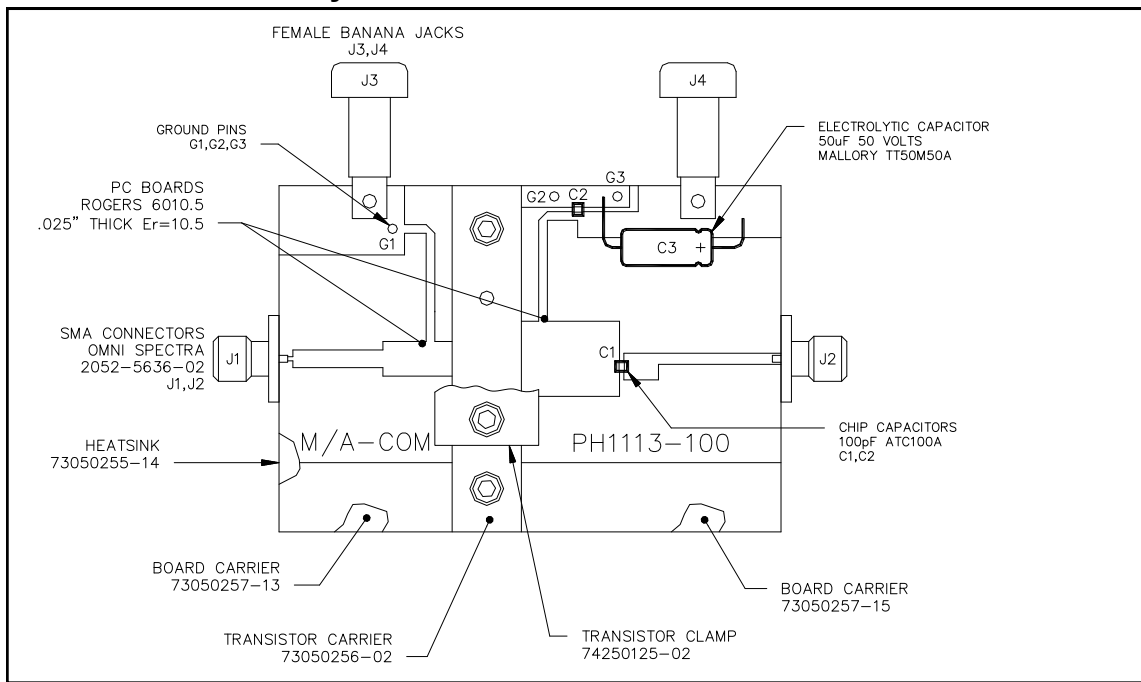 FEMALE BANANA JACKS
J3,J4
J3
J4
GROUND PINS
G1,G2,G3
ELECTROLYTIC CAPACITOR
50uF 50 VOLTS
MALLORY TT50M50A
PC BOARDS
ROGERS 6010.5
.025" THICK Er=10.5
G1
G2
C2
G3
C3
+
SMA CONNECTORS
OMNI SPECTRA
2052-5636-02
J1,J2
J1
C1
J2
CHIP CAPACITORS
100pF ATC100A
C1,C2
HEATSINK
73050255-14
M/A-COM
PH1113-100
BOARD CARRIER
73050257-13
BOARD CARRIER
73050257-15
TRANSISTOR CARRIER
73050256-02
TRANSISTOR CLAMP
74250125-02